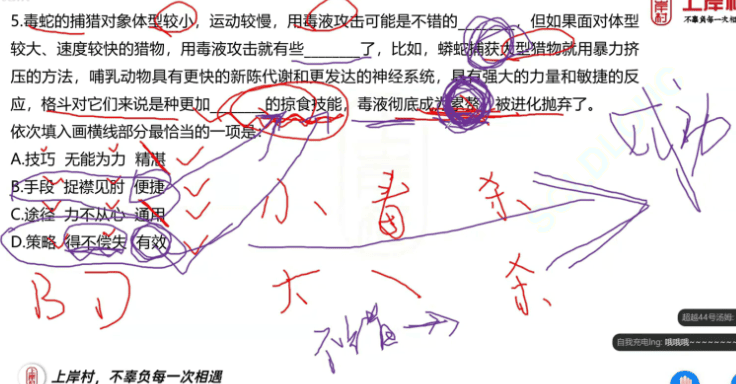 上岸村
不辜负每一次相遇
5.毒蛇的捕猎对象体型较小，运动较慢，用毒液攻击可能是不错的________，但如果面对体型
较大、速度较快的猎物，用毒液攻击就有些________了，比如，蟒蛇捕获大型猎物就用暴力挤
压的方法，哺乳动物具有更快的新陈代谢和更发达的神经系统，具有强大的力量和敏捷的反
应，格斗对它们来说是种更加________的掠食技能，毒液彻底成为累赘，被进化抛弃了。
依次填入画横线部分最恰当的一项是：
A.技巧 无能为力 精湛
B.手段 捉襟见肘 便捷
C.途径 力不从心 通用
D.策略 得不偿失 有效
成功
小、毒 杀
B D
大 杀
超越44号汤姆:
自我充电Ing: 哦哦哦~~~~~~~~
上岸村，不辜负每一次相遇